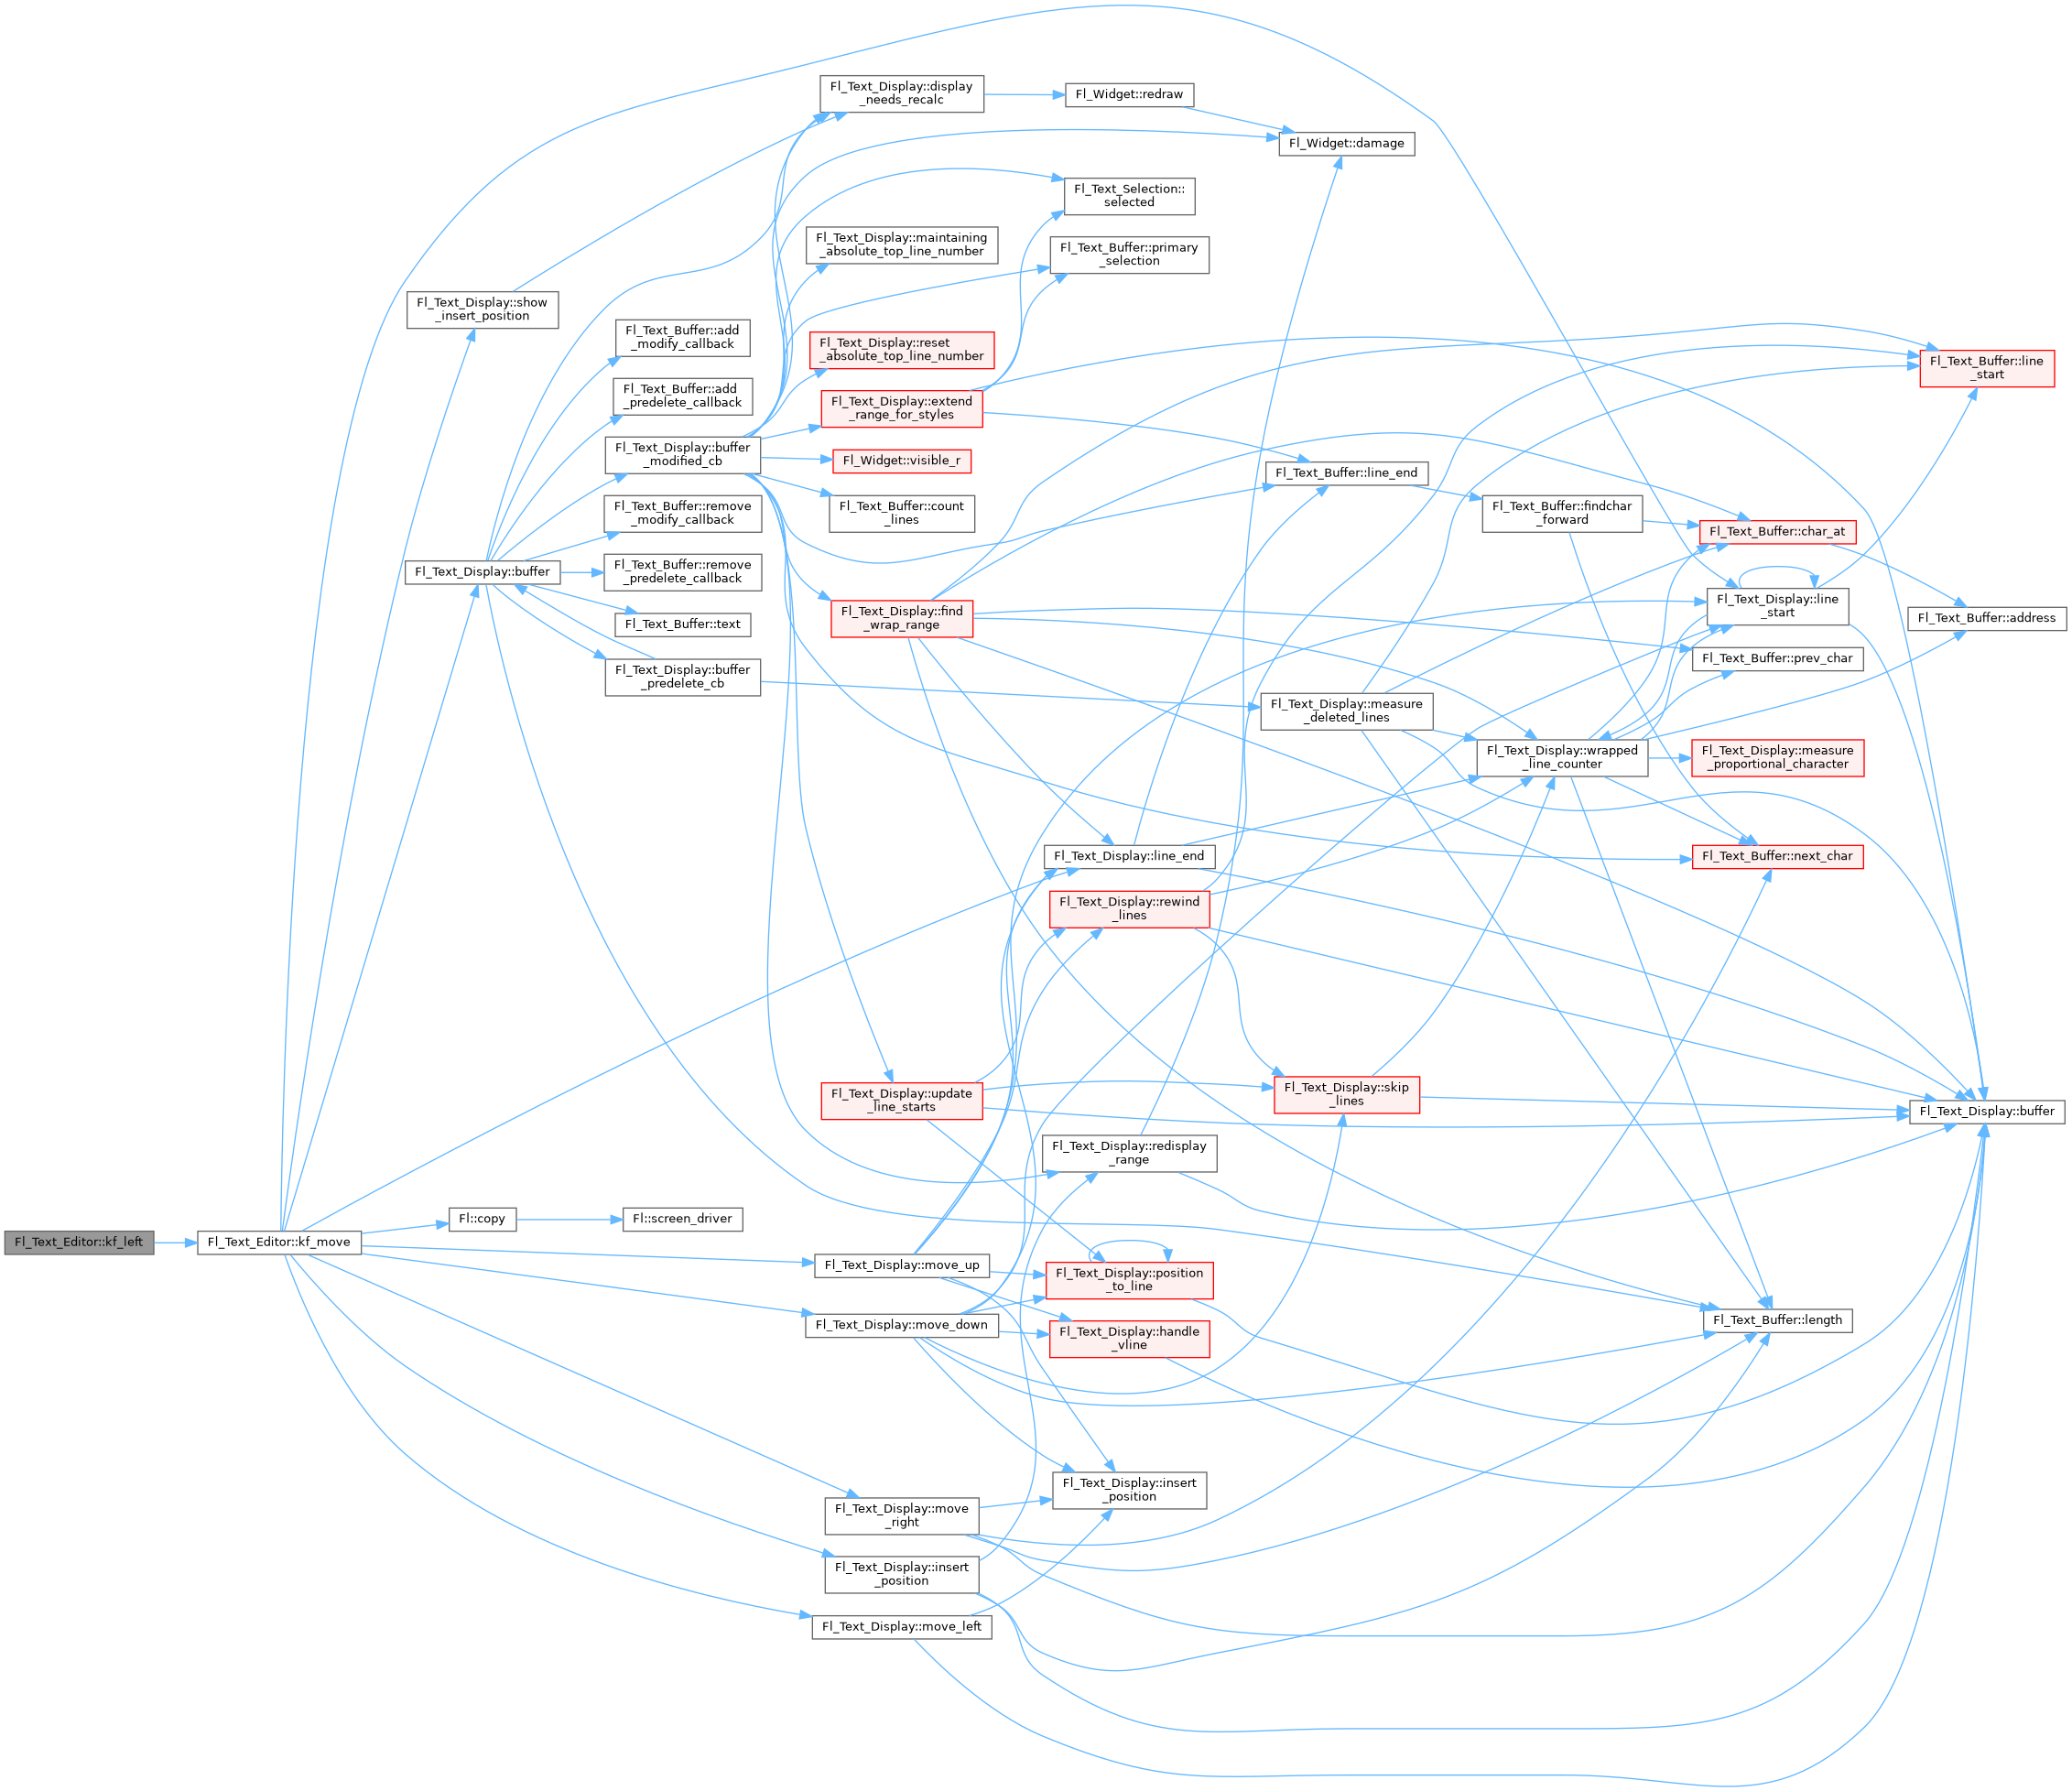 Fl_Text_Editor::kf_left
Fl_Text_Editor::kf_move
Fl_Text_Display::show
_insert_position
Fl_Text_Display::buffer
Fl::copy
Fl::screen_driver
Fl_Text_Buffer::add
_modify_callback
Fl_Text_Buffer::add
_predelete_callback
Fl_Text_Display::buffer
_modified_cb
Fl_Text_Buffer::remove
_modify_callback
Fl_Text_Buffer::remove
_predelete_callback
Fl_Text_Buffer::text
Fl_Text_Display::buffer
_predelete_cb
Fl_Text_Display::display
_needs_recalc
Fl_Text_Display::maintaining
_absolute_top_line_number
Fl_Text_Display::reset
_absolute_top_line_number
Fl_Text_Display::extend
_range_for_styles
Fl_Widget::visible_r
Fl_Text_Buffer::count
_lines
Fl_Text_Display::find
_wrap_range
Fl_Text_Display::update
_line_starts
Fl_Text_Display::move_up
Fl_Text_Display::move_down
Fl_Text_Display::move
_right
Fl_Text_Display::insert
_position
Fl_Text_Display::move_left
Fl_Widget::redraw
Fl_Text_Selection::
selected
Fl_Text_Buffer::primary
_selection
Fl_Text_Display::line_end
Fl_Text_Display::rewind
_lines
Fl_Text_Display::redisplay
_range
Fl_Text_Display::position
_to_line
Fl_Text_Display::handle
_vline
Fl_Text_Display::insert
_position
Fl_Widget::damage
Fl_Text_Buffer::line_end
Fl_Text_Display::measure
_deleted_lines
Fl_Text_Display::skip
_lines
Fl_Text_Buffer::findchar
_forward
Fl_Text_Display::wrapped
_line_counter
Fl_Text_Buffer::char_at
Fl_Text_Display::line
_start
Fl_Text_Buffer::prev_char
Fl_Text_Display::measure
_proportional_character
Fl_Text_Buffer::next_char
Fl_Text_Buffer::length
Fl_Text_Buffer::line
_start
Fl_Text_Buffer::address
Fl_Text_Display::buffer